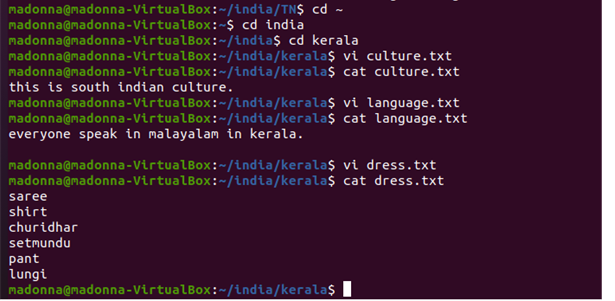 madonna@madonna-VirtualBox:~/india/TN$ cd ~
madonna@madonna-VirtualBox:~$ cd india
madonna@madonna-VirtualBox:~/india$ cd kerala
madonna@madonna-VirtualBox:~/india/kerala$ vi culture.txt
madonna@madonna-VirtualBox:~/india/kerala$ cat culture.txt
this is south indian culture.
madonna@madonna-VirtualBox:~/india/kerala$ vi language.txt
madonna@madonna-VirtualBox:~/india/kerala$ cat language.txt
everyone speak in malayalam in kerala.
madonna@madonna-VirtualBox:~/india/kerala$ vi dress.txt
madonna@madonna-VirtualBox:~/india/kerala$ cat dress.txt
saree
shirt
churidhar
setmundu
pant
lungi
madonna@madonna-VirtualBox:~/india/kerala$